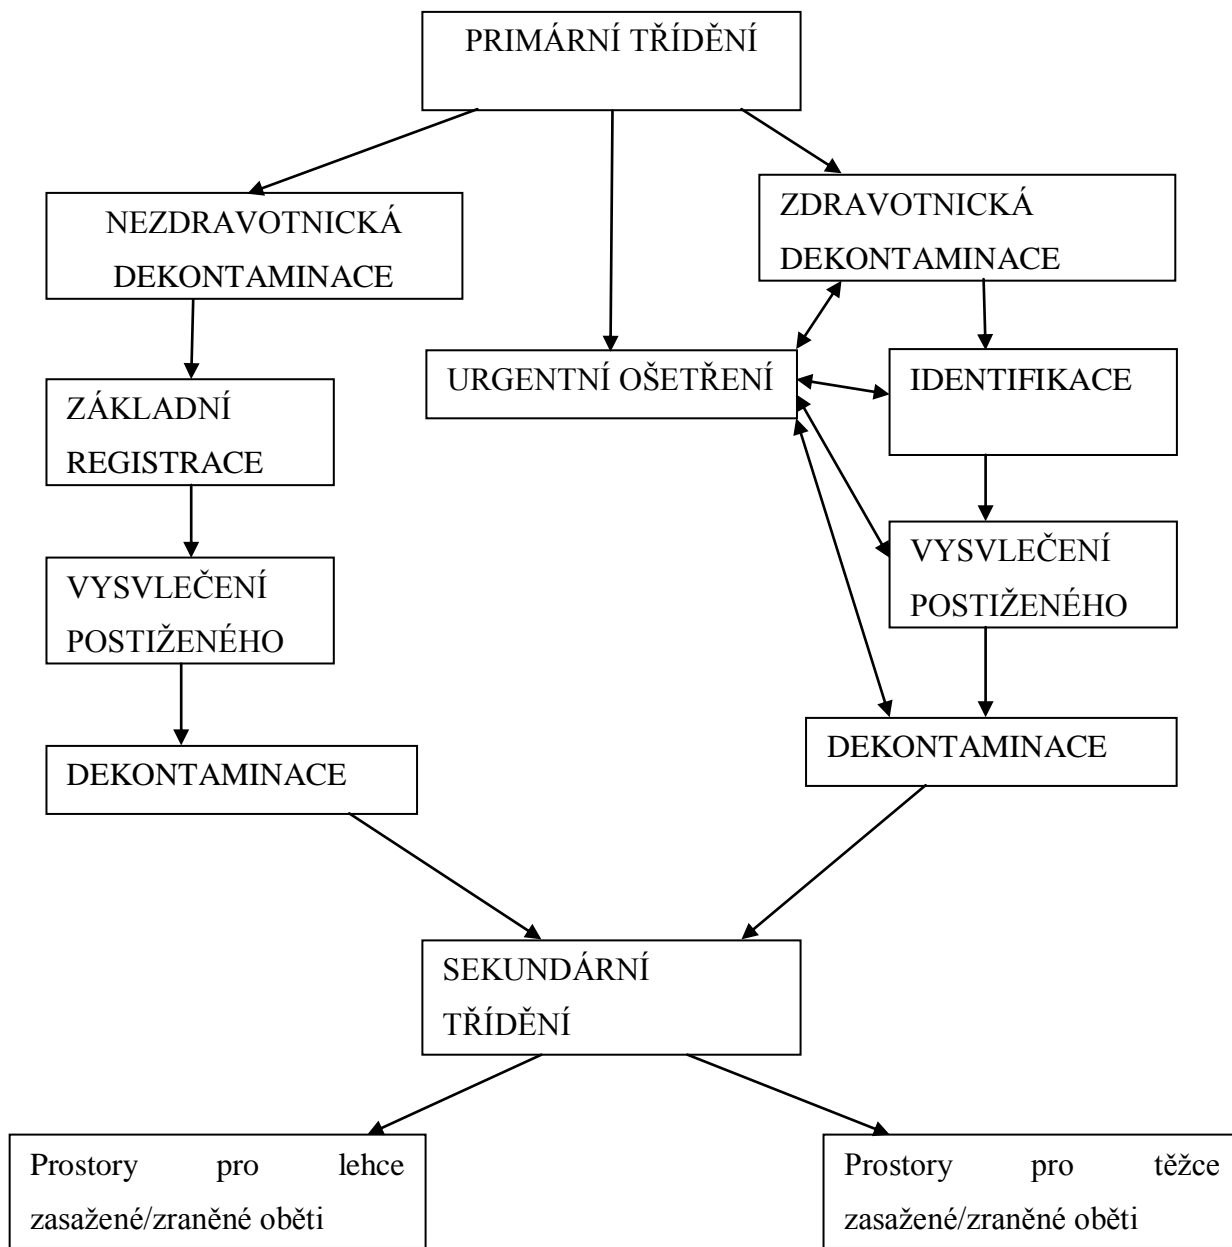 PRIMÁRNÍ TŘÍDĚNÍ
NEZDRAVOTNICKÁ
DEKONTAMINACE
ZDRAVOTNICKÁ
DEKONTAMINACE
URGENTNÍ OŠETŘENÍ
IDENTIFIKACE
ZÁKLADNÍ
REGISTRACE
VYSVLEČENÍ
POSTIŽENÉHO
VYSVLEČENÍ
POSTIŽENÉHO
DEKONTAMINACE
DEKONTAMINACE
SEKUNDÁRNÍ
TŘÍDĚNÍ
Prostory pro lehce
zasažené/zraněné oběti
Prostory pro těžce
zasažené/zraněné oběti